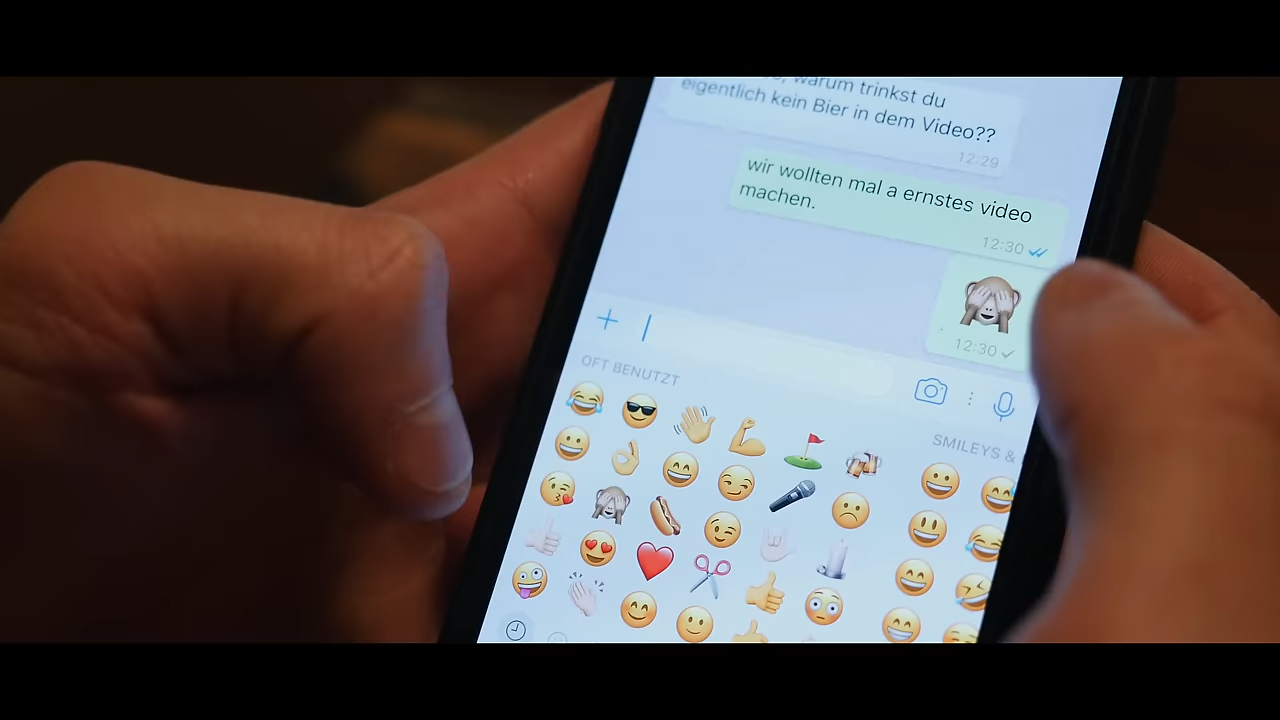 warum trinkst du
eigentlich kein Bier in dem Video??
12:29
wir wollten mal a ernstes video
machen.
12:30
12:30
OFT BENUTZT
SMILEYS &